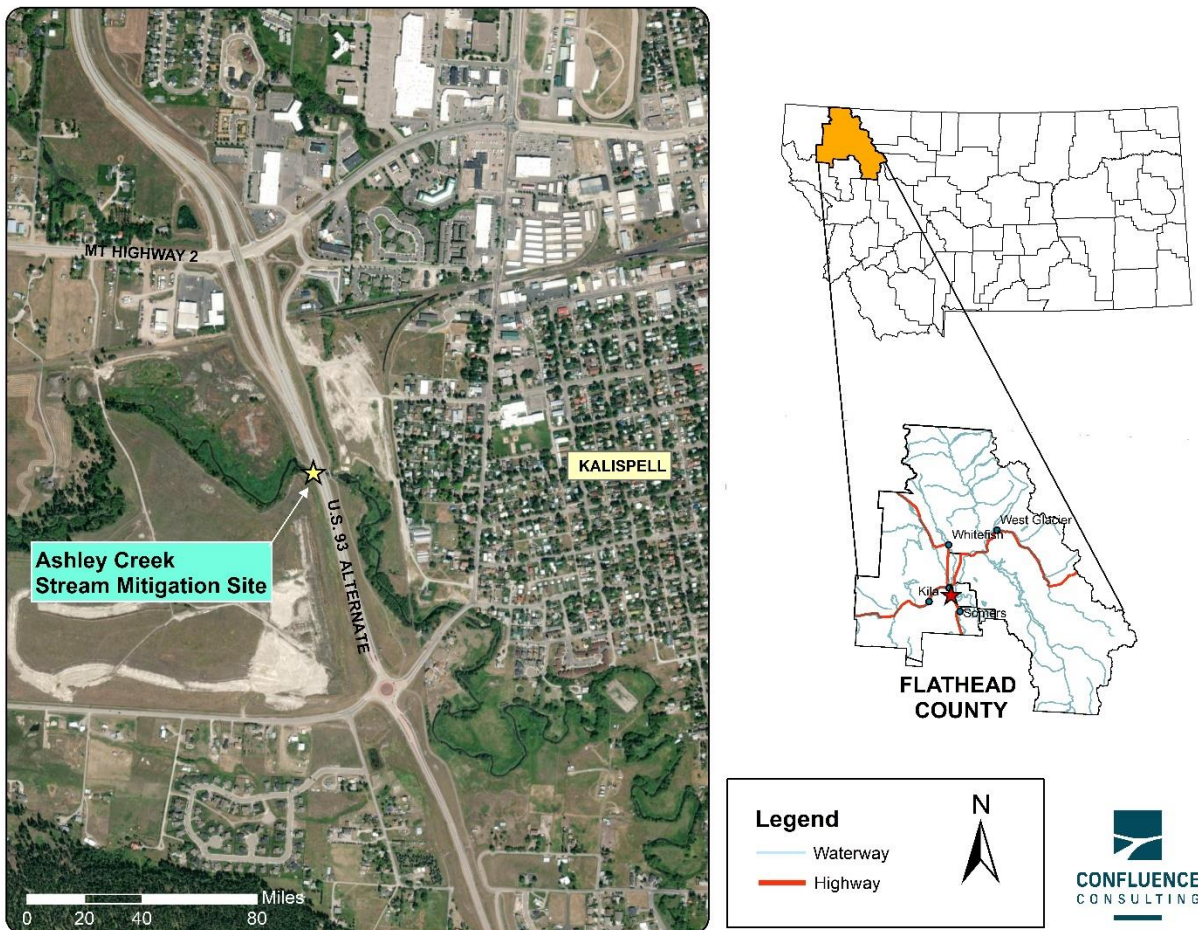 MT HIGHWAY 2
KALISPELL
U.S. 93 ALTERNATE
Ashley Creek
Stream Mitigation Site
Miles
0 20 40 80
West Glacier
Whitefish
Kila
Somers
FLATHEAD
COUNTY
Legend
Waterway
Highway
N
CONFLUENCE
CONSULTING